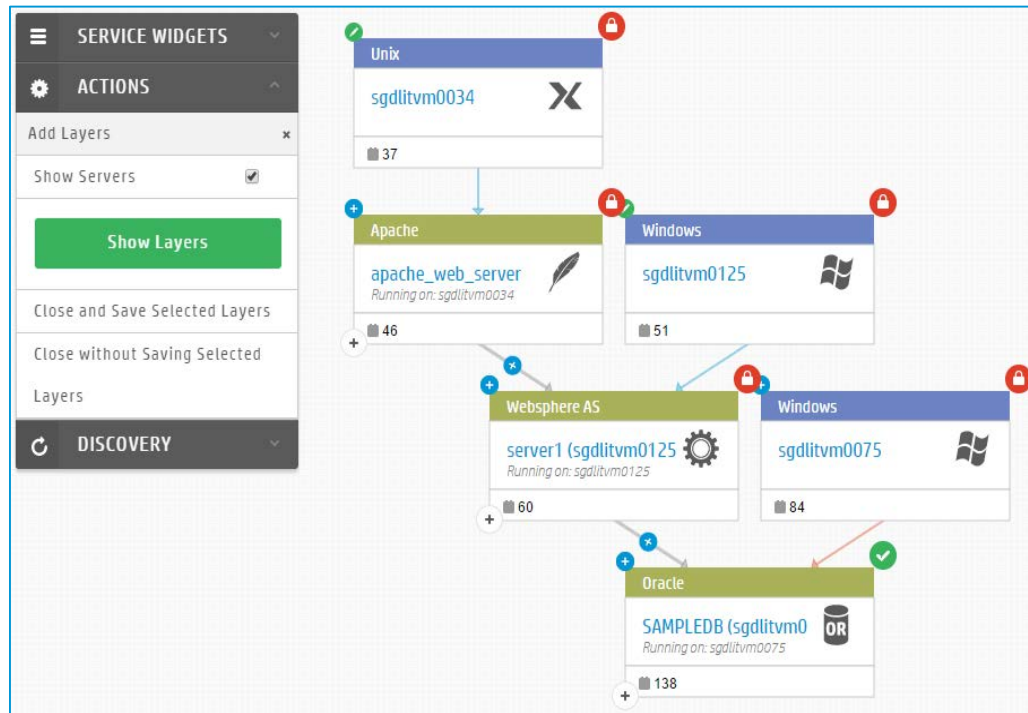 SERVICE WIDGETS
ACTIONS
Add Layers
Show Servers
Show Layers
Close and Save Selected Layers
Close without Saving Selected
Layers
DISCOVERY
Unix
sgdlitvm0034
37
Apache
apache_web_server
Running on: sgdlitvm0034
46
Windows
sgdlitvm0125
51
Websphere AS
server1 (sgdlitvm0125
Running on: sgdlitvm0125
60
Windows
sgdlitvm0075
84
Oracle
SAMPLEDB (sgdlitvm0
OR
Running on: sgdlitvm0075
138